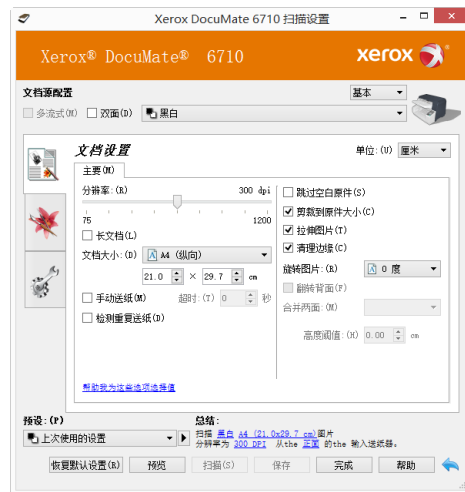 Xerox DocuMate 6710 扫描设置
Xerox® DocuMate® 6710
xerox
文档源配置
基本
多流式(M) 双面(D) 黑白
文档设置
单位:(U) 厘米
主要(M)
分辨率:(R) 300 dpi
75 1200
长文档(L)
文档大小:(D) A4 (纵向)
21.0 × 29.7 cm
手动送纸(M) 超时:(T) 0 秒
检测重复送纸(D)
跳过空白原件(S)
剪裁到原件大小(C)
拉伸图片(T)
清理边缘(C)
旋转图片:(R) 0 度
翻转背面(F)
合并两面:(M)
高度阈值:(H) 0.00 cm
帮助我为这些选项选择值
预设:(P)
上次使用的设置
总结:
扫描 黑白 A4 (21.0x29.7 cm)图片
分辨率为 300 DPI 从the 正面 的the 输入送纸器。
恢复默认设置(R) 预览 扫描(S) 保存 完成 帮助